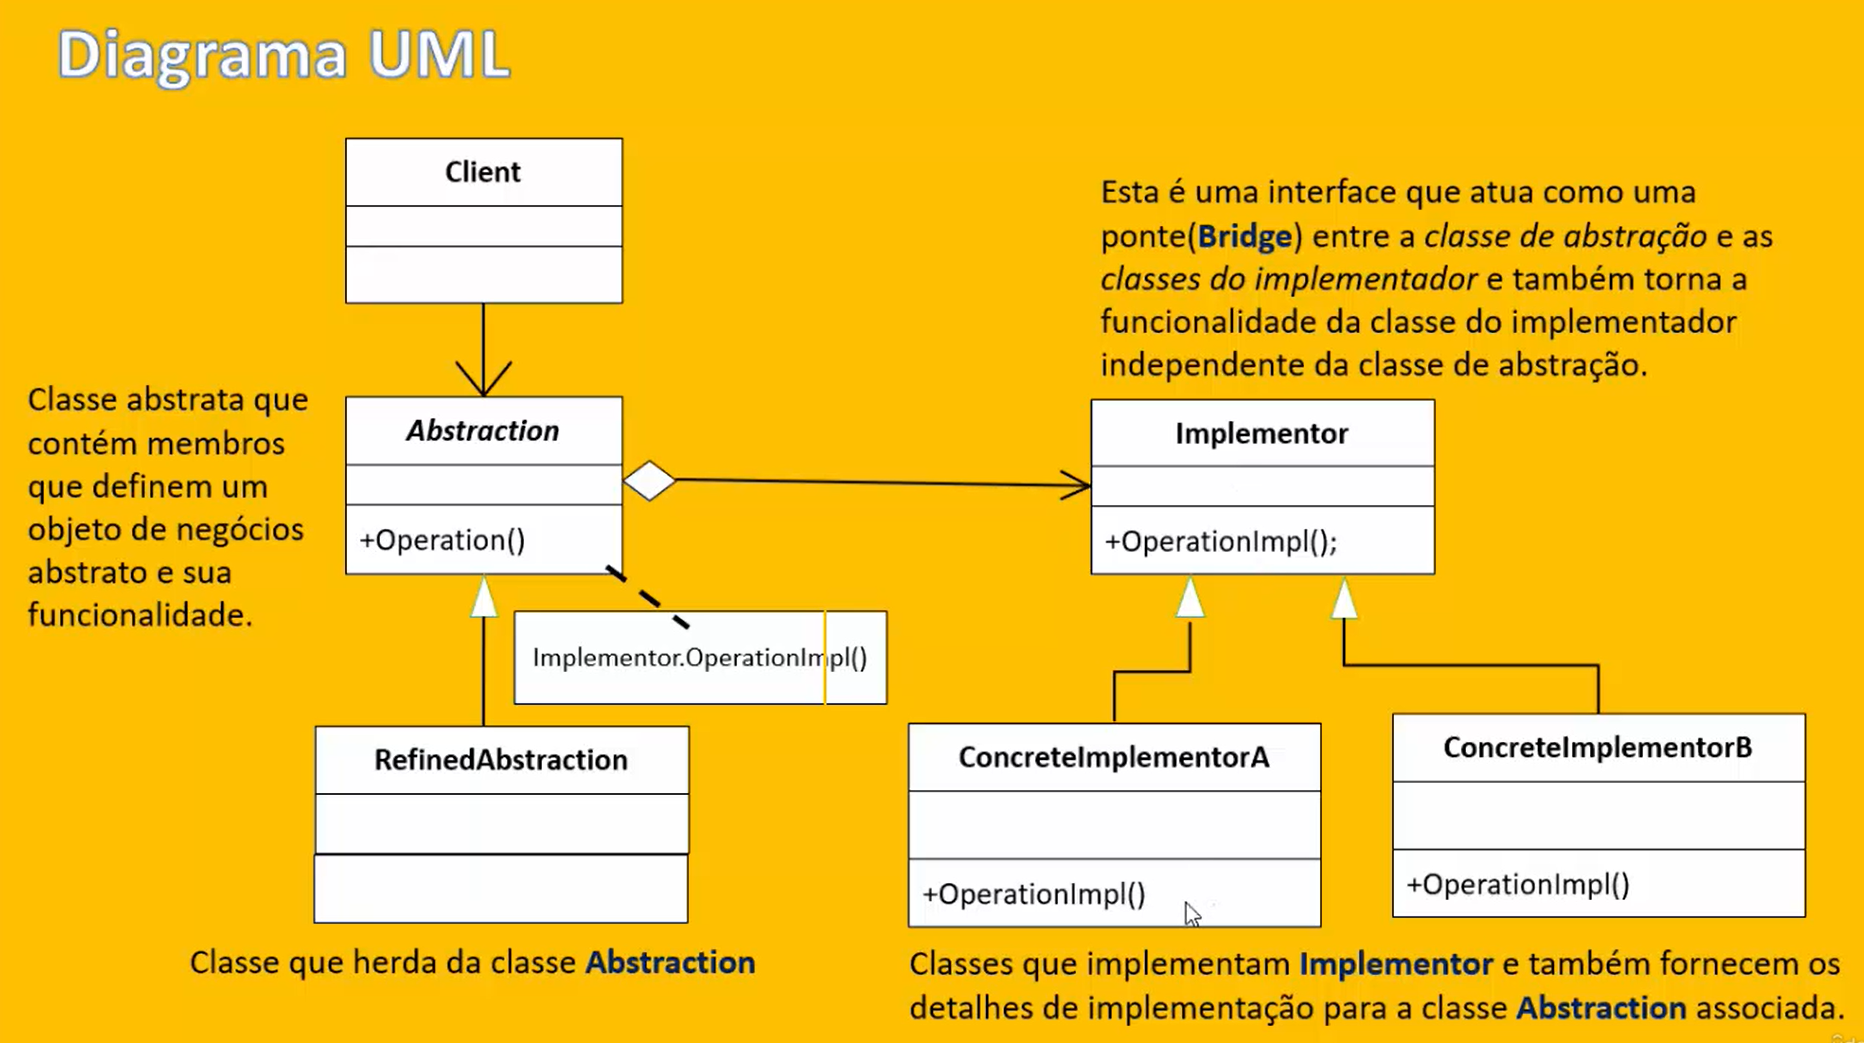 Diagrama UML
Client
Esta é uma interface que atua como uma
ponte(Bridge) entre a classe de abstração e as
classes do implementador e também torna a
funcionalidade da classe do implementador
independente da classe de abstração.
Classe abstrata que
contém membros
que definem um
objeto de negócios
abstrato e sua
funcionalidade.
Abstraction
+Operation()
Implementor
+OperationImpl();
Implementor.OperationImpl()
RefinedAbstraction
ConcreteImplementorA
+OperationImpl()
ConcreteImplementorB
+OperationImpl()
Classe que herda da classe Abstraction
Classes que implementam Implementor e também fornecem os
detalhes de implementação para a classe Abstraction associada.